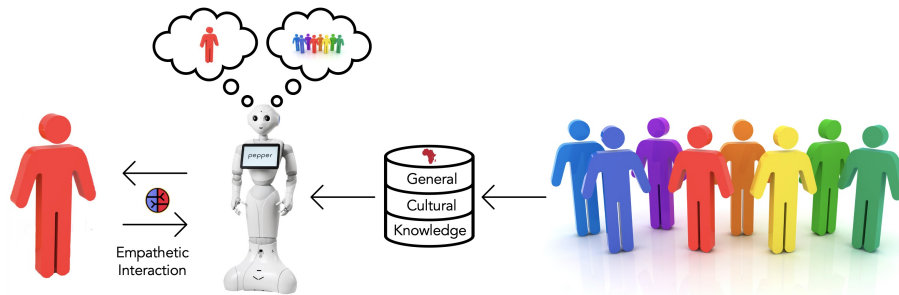 pepper
General
Cultural
Knowledge
Empathetic
Interaction